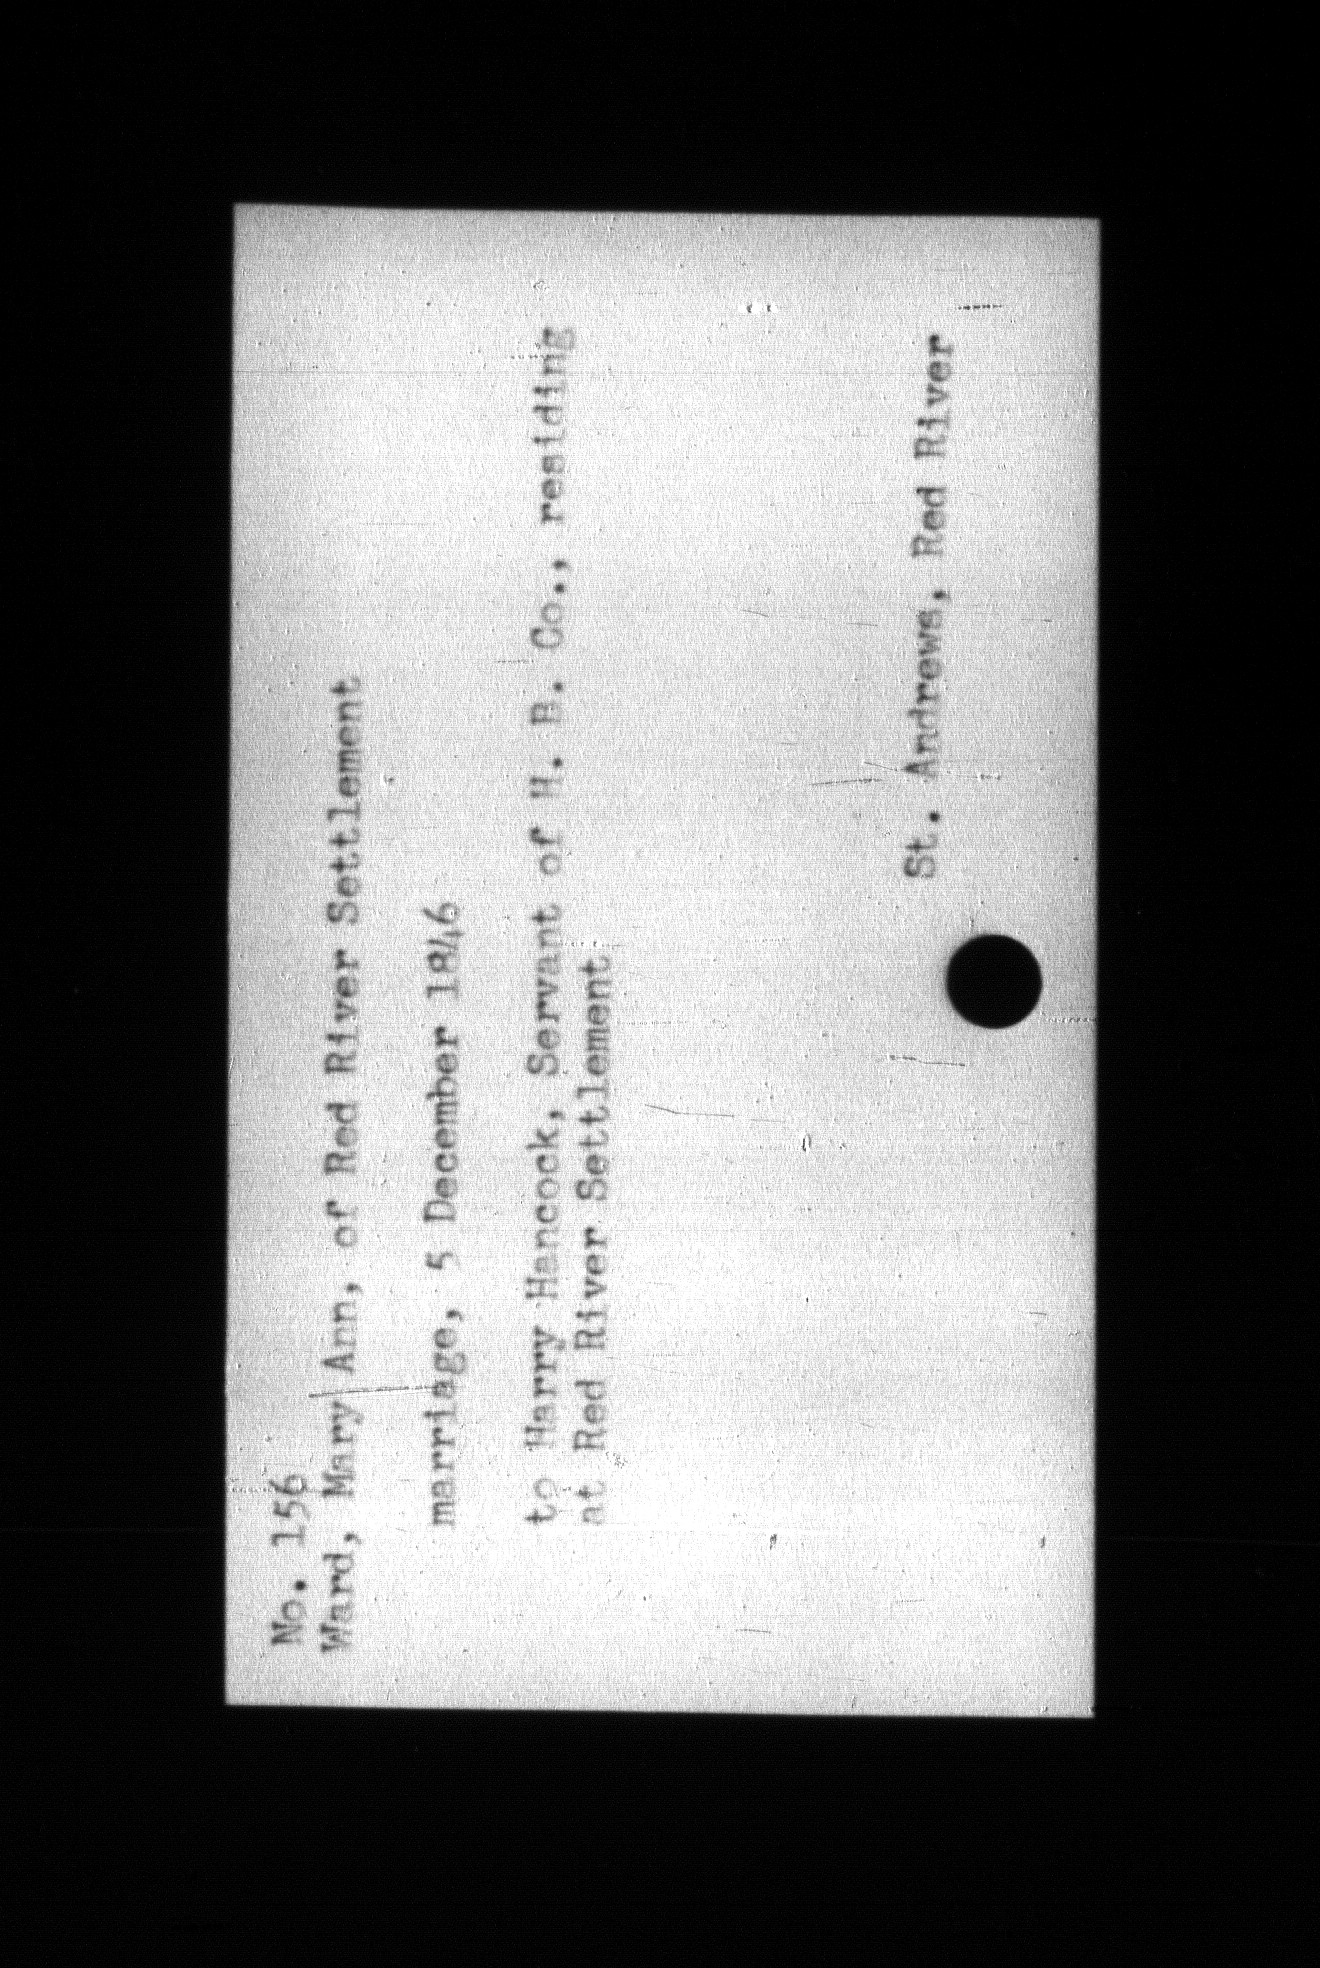 No. 156
Ward, Mary Ann, of Red River Settlement
marriage, 5 December 1846
to Harry Hancock, Servant of H. B. Co., residing
at Red River Settlement
St. Andrews, Red River